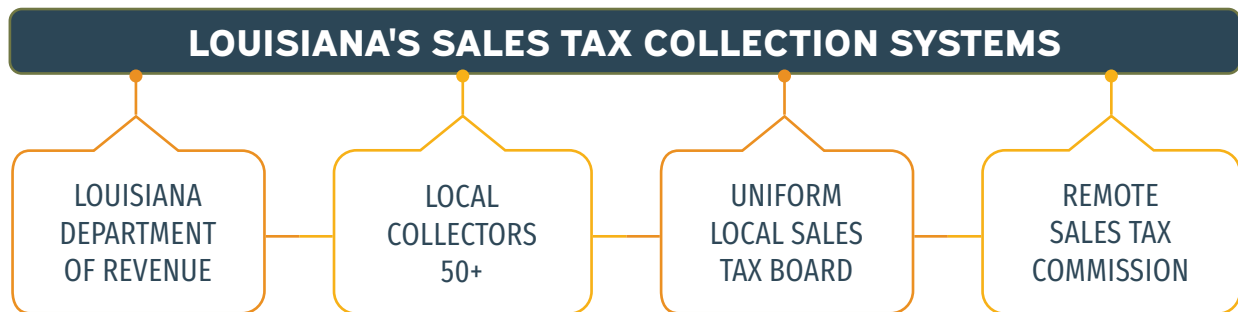 LOUISIANA'S SALES TAX COLLECTION SYSTEMS
LOUISIANA
DEPARTMENT
OF REVENUE
LOCAL
COLLECTORS
50+
UNIFORM
LOCAL SALES
TAX BOARD
REMOTE
SALES TAX
COMMISSION